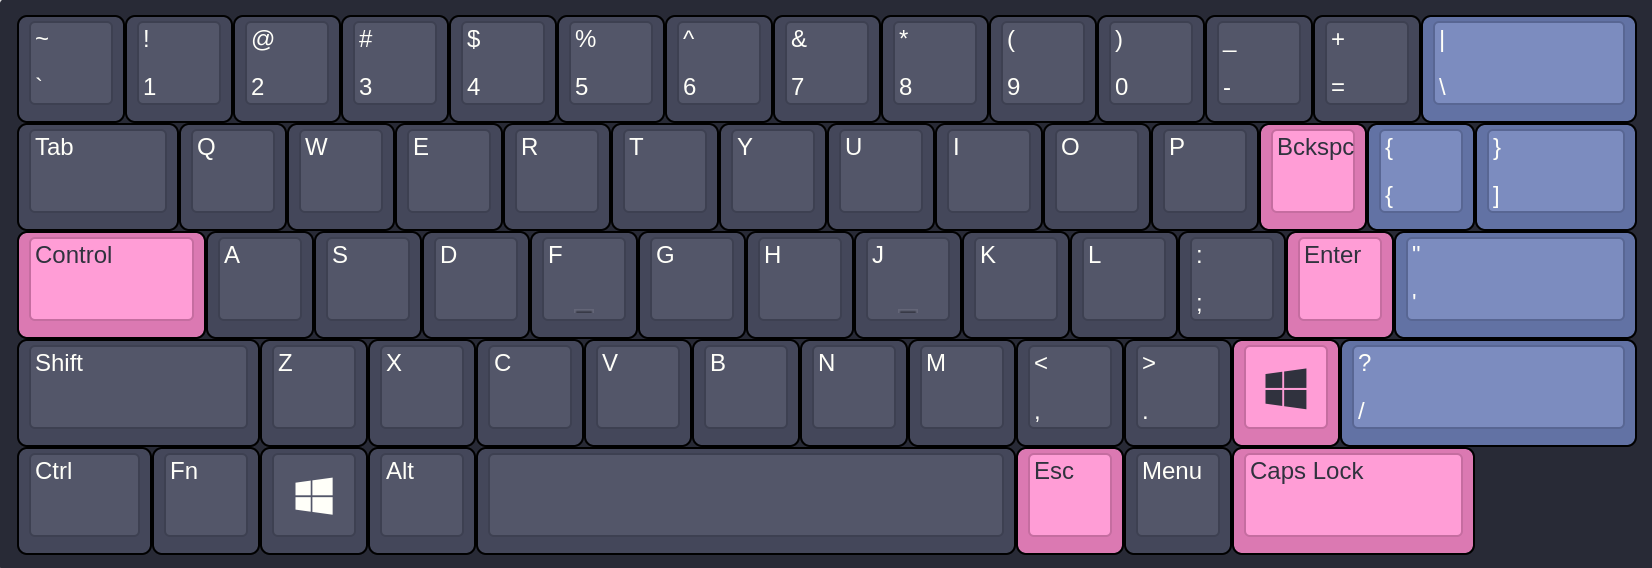 ~ ! @ # $ % ^ & * ( ) _ + |
` 1 2 3 4 5 6 7 8 9 0 - = \
Tab Q W E R T Y U I O P Bckspc { }
{ ]
Control A S D F G H J K L : Enter "
_ _ ; '
Shift Z X C V B N M < > ?
, . /
Ctrl Fn Alt Esc Menu Caps Lock